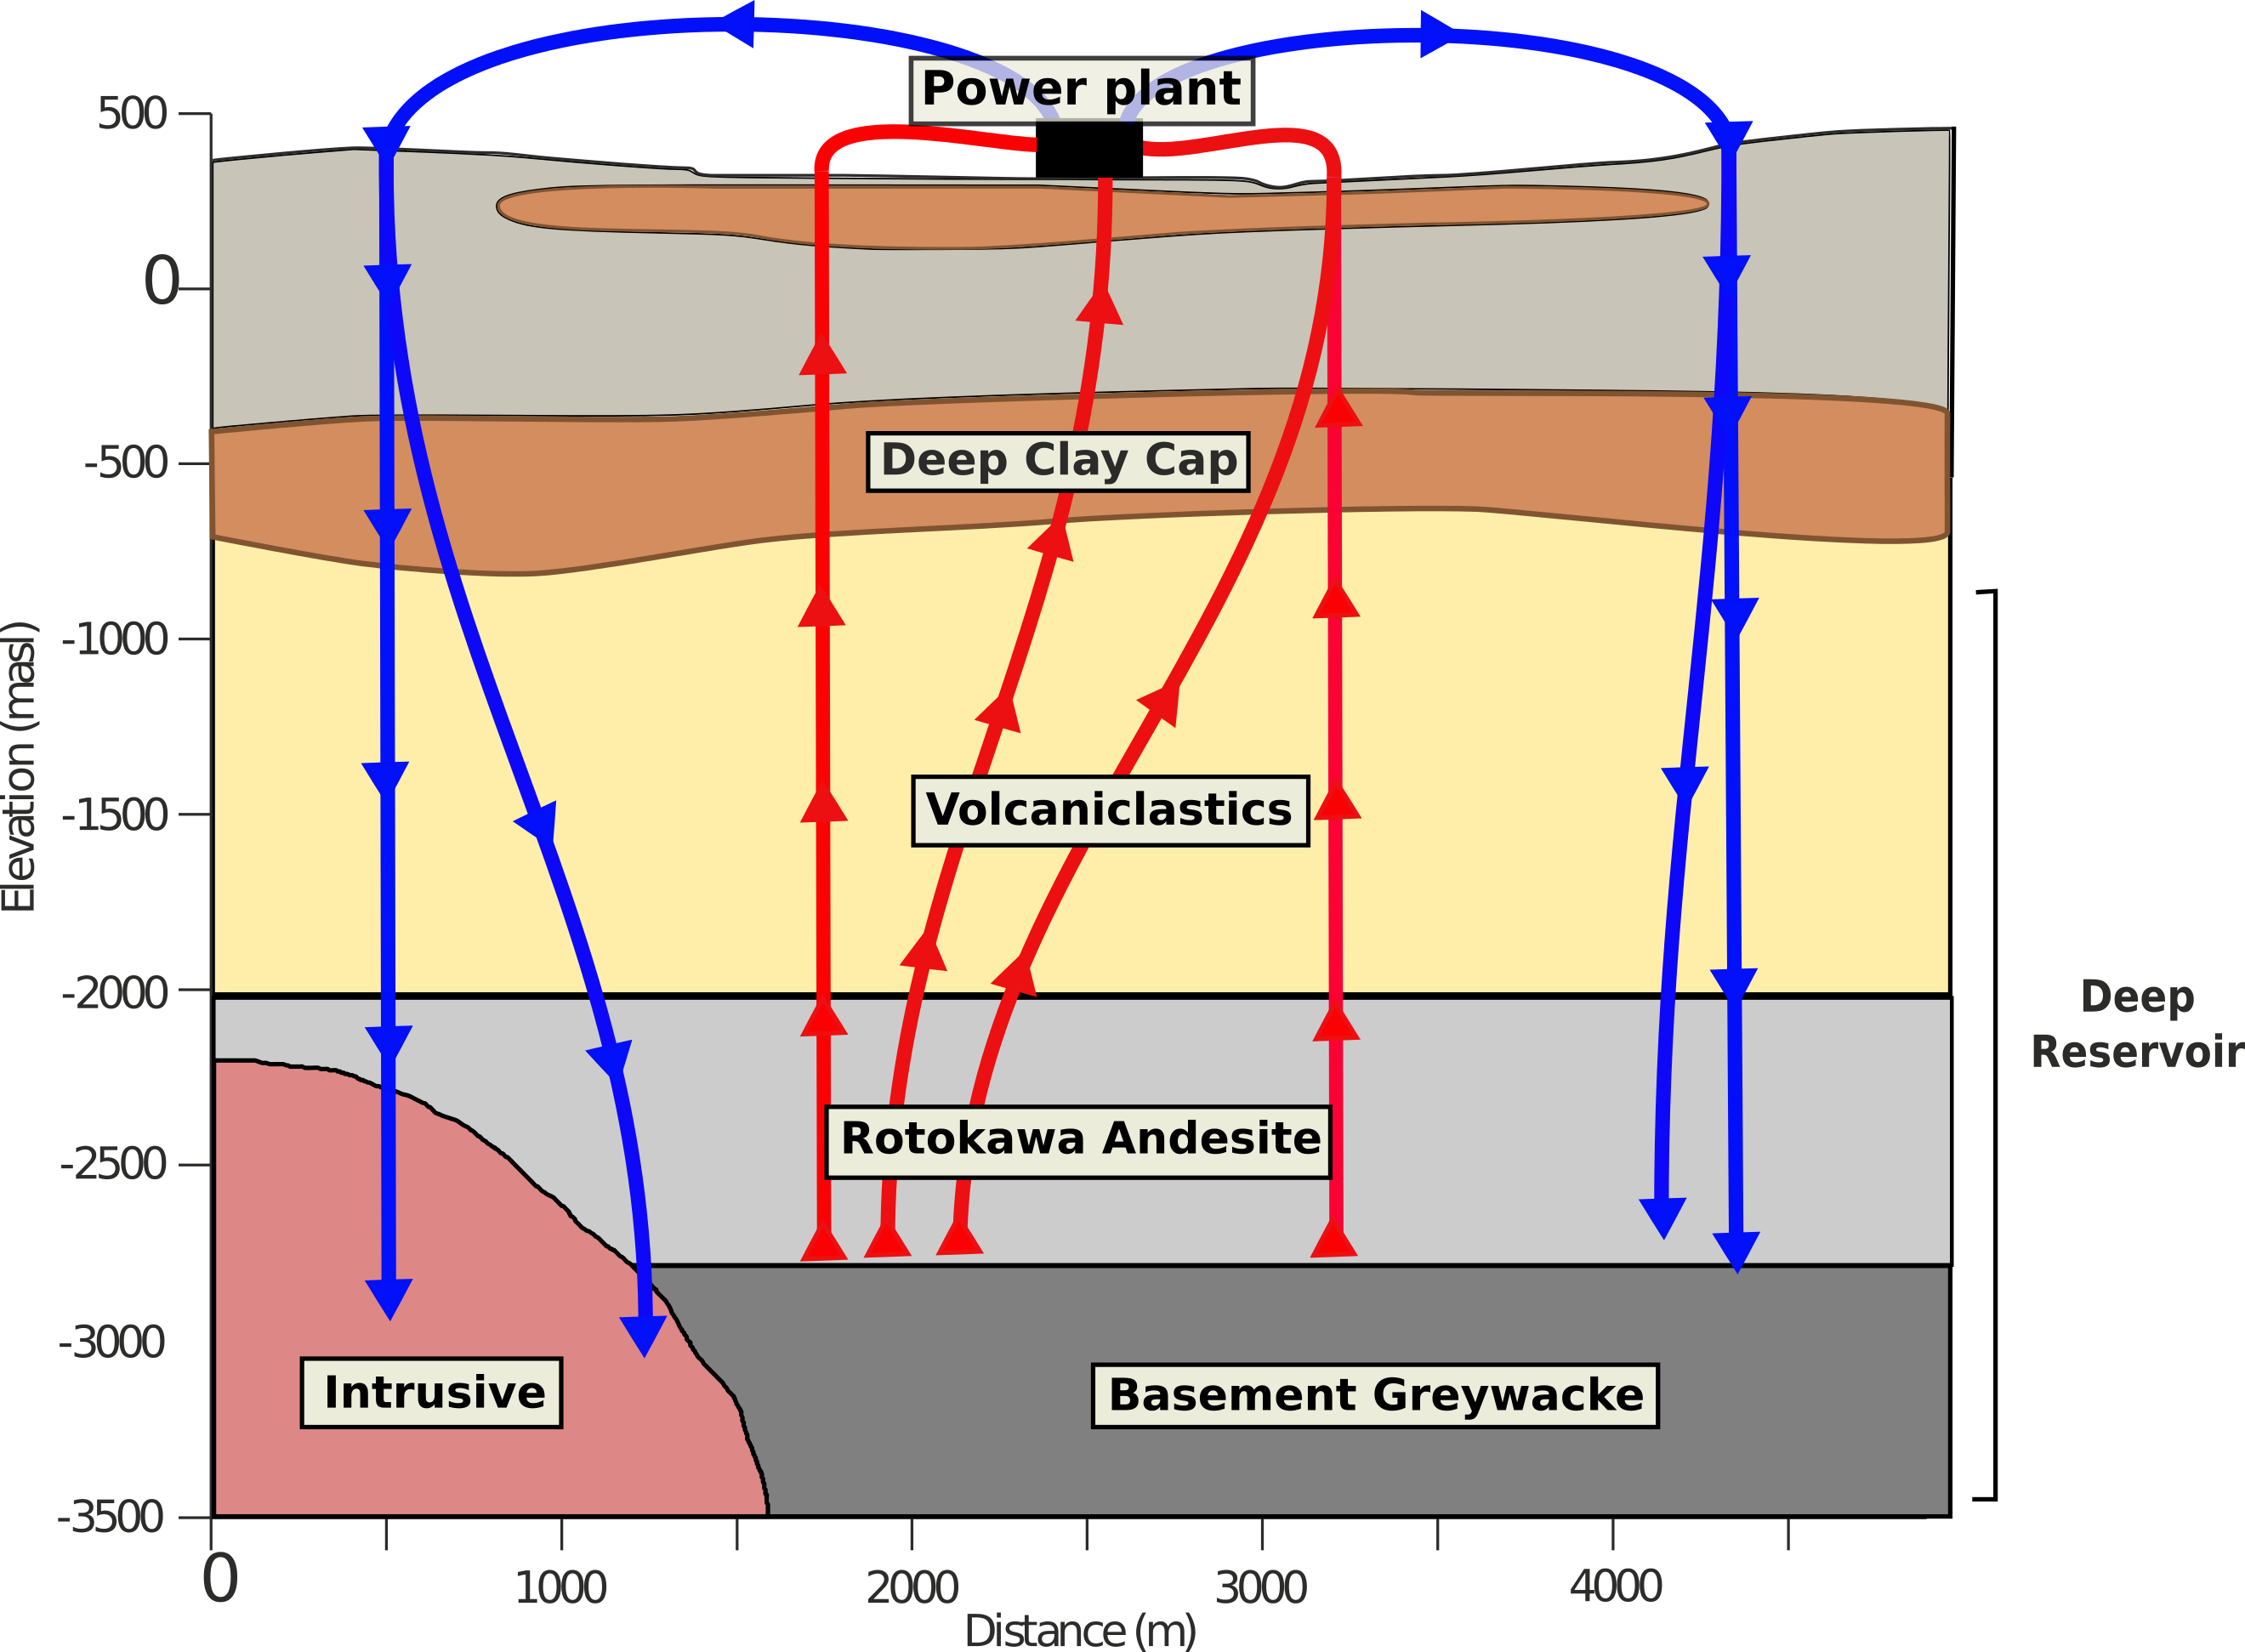 Power plant
500
0
-500
-1000
-1500
-2000
-2500
-3000
-3500
Elevation (masl)
Deep Clay Cap
Volcaniclastics
Rotokawa Andesite
Intrusive
Basement Greywacke
Deep
Reservoir
0
1000
2000
3000
4000
Distance (m)